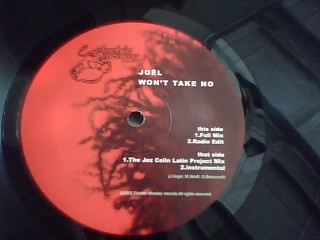 JOËL
WON'T TAKE NO
this side
1.Full Mix
2.Radio Edit
that side
1.The Jez Colin Latin Project Mix
2.Instrumental